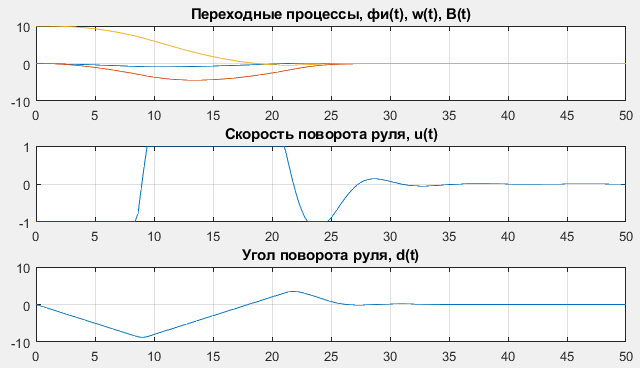 Переходные процессы, фи(t), w(t), B(t)
10
0
-10
0 5 10 15 20 25 30 35 40 45 50
Скорость поворота руля, u(t)
1
0
-1
0 5 10 15 20 25 30 35 40 45 50
Угол поворота руля, d(t)
10
0
-10
0 5 10 15 20 25 30 35 40 45 50